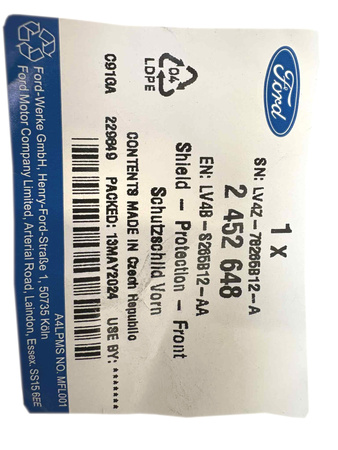 Ford
1 x
SN: LV4Z-78265B12-A
2 452 648
EN: LV4B-S265B12-AA
Shield - Protection - Front
Schutzschild Vorn
04
LDPE
CONTENTS MADE IN Czech Republic
C91GA 229849 PACKED: 13MAY2024 USE BY: *******
A4LPMS NO. MFL001
Ford-Werke GmbH, Henry-Ford-Straße 1, 50735 Köln
Ford Motor Company Limited, Arterial Road, Laindon, Essex. SS15 6EE